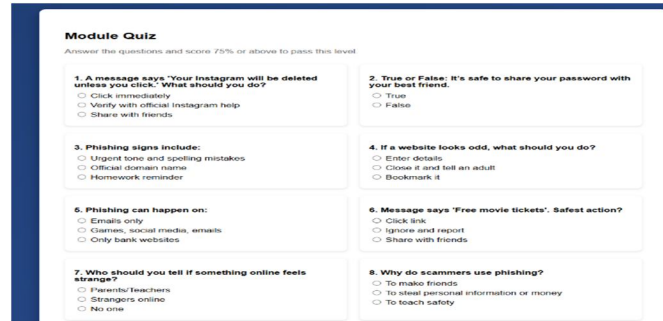 Module Quiz
Answer the questions and score 75% or above to pass this level
1. A message says 'Your Instagram will be deleted
unless you click.' What should you do?
Click immediately
Verify with official Instagram help
Share with friends
2. True or False: It's safe to share your password with
your best friend.
True
False
3. Phishing signs include:
Urgent tone and spelling mistakes
Official domain name
Homework reminder
4. If a website looks odd, what should you do?
Enter details
Close it and tell an adult
Bookmark it
5. Phishing can happen on:
Emails only
Games, social media, emails
Only bank websites
6. Message says 'Free movie tickets'. Safest action?
Click link
Ignore and report
Share with friends
7. Who should you tell if something online feels
strange?
Parents/Teachers
Strangers online
No one
8. Why do scammers use phishing?
To make friends
To steal personal information or money
To teach safety